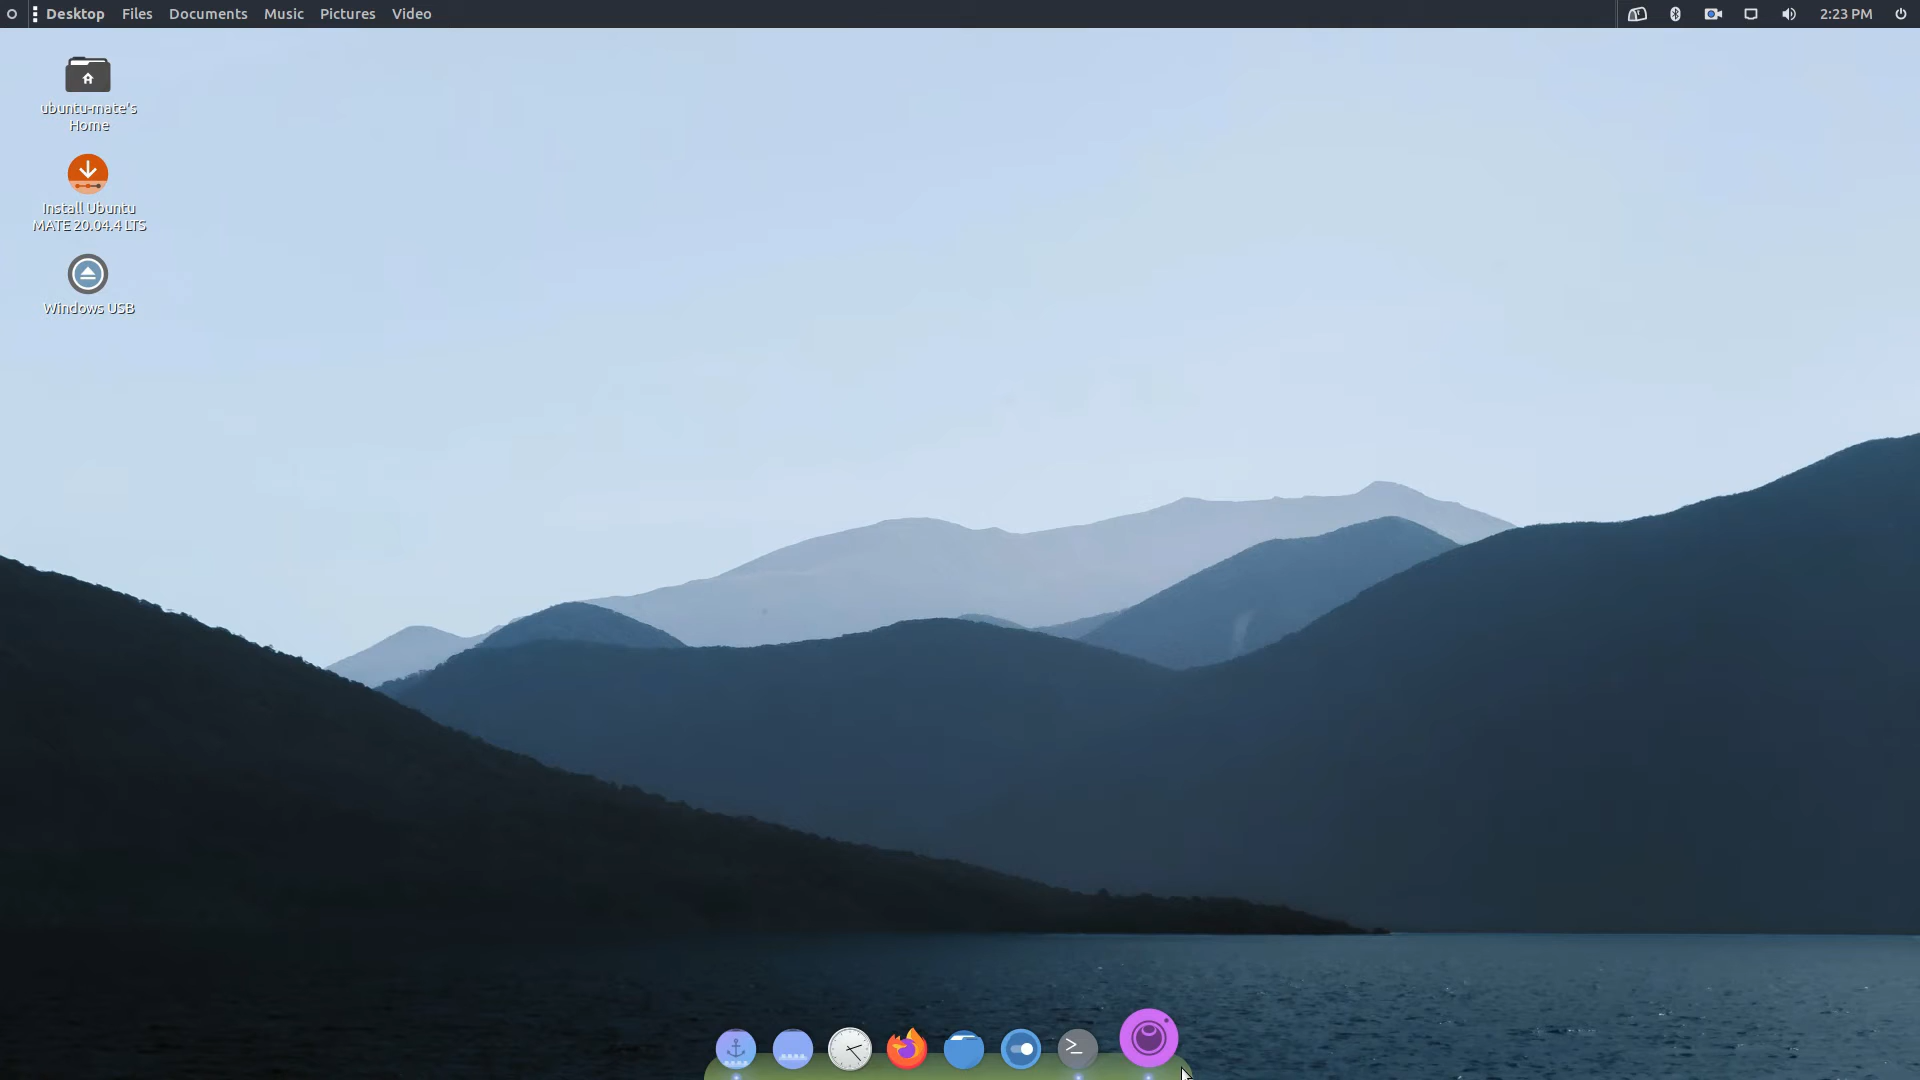 Desktop Files Documents Music Pictures Video 2:23 PM
ubuntu-mate's
Home
Install Ubuntu
MATE 20.04.4 LTS
Windows USB